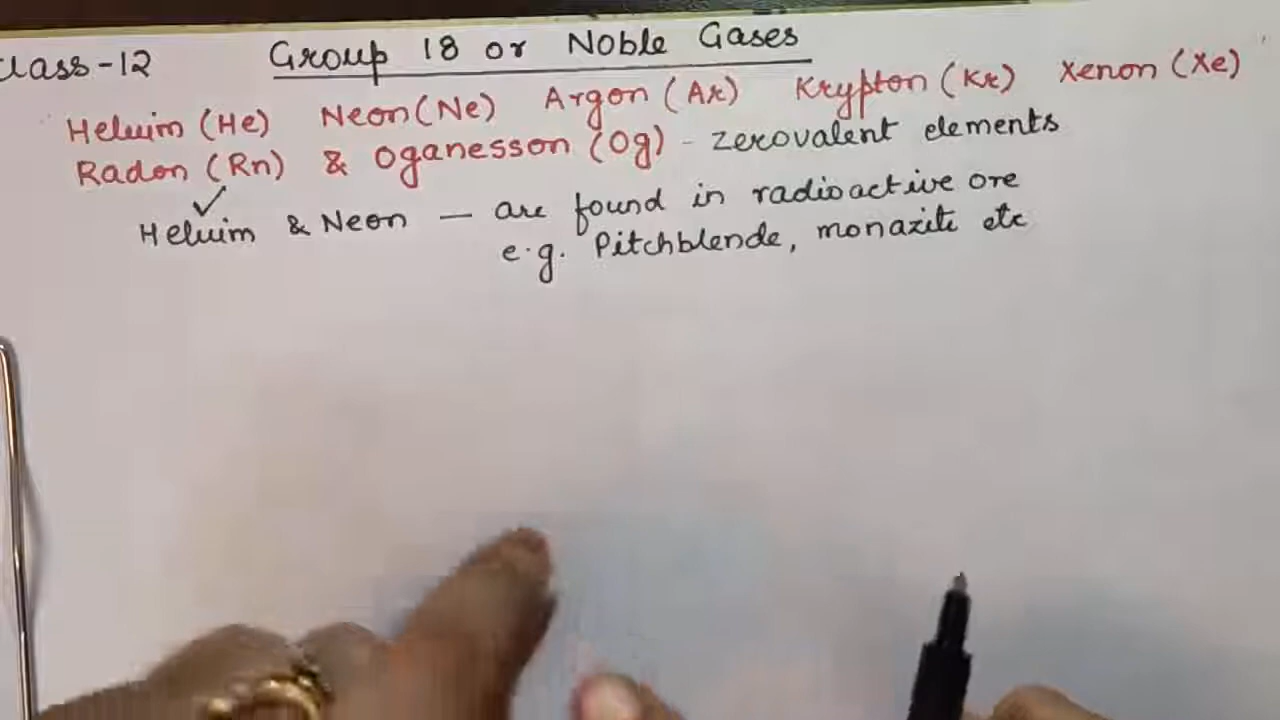 Class-12 Group 18 or Noble Gases
Heluim (He) Neon(Ne) Argon (Ar) Krypton (Kr) Xenon (Xe)
Radon (Rn) & Oganesson (Og) - zerovalent elements
✓
Heluim & Neon — are found in radioactive ore
e.g. Pitchblende, monazite etc